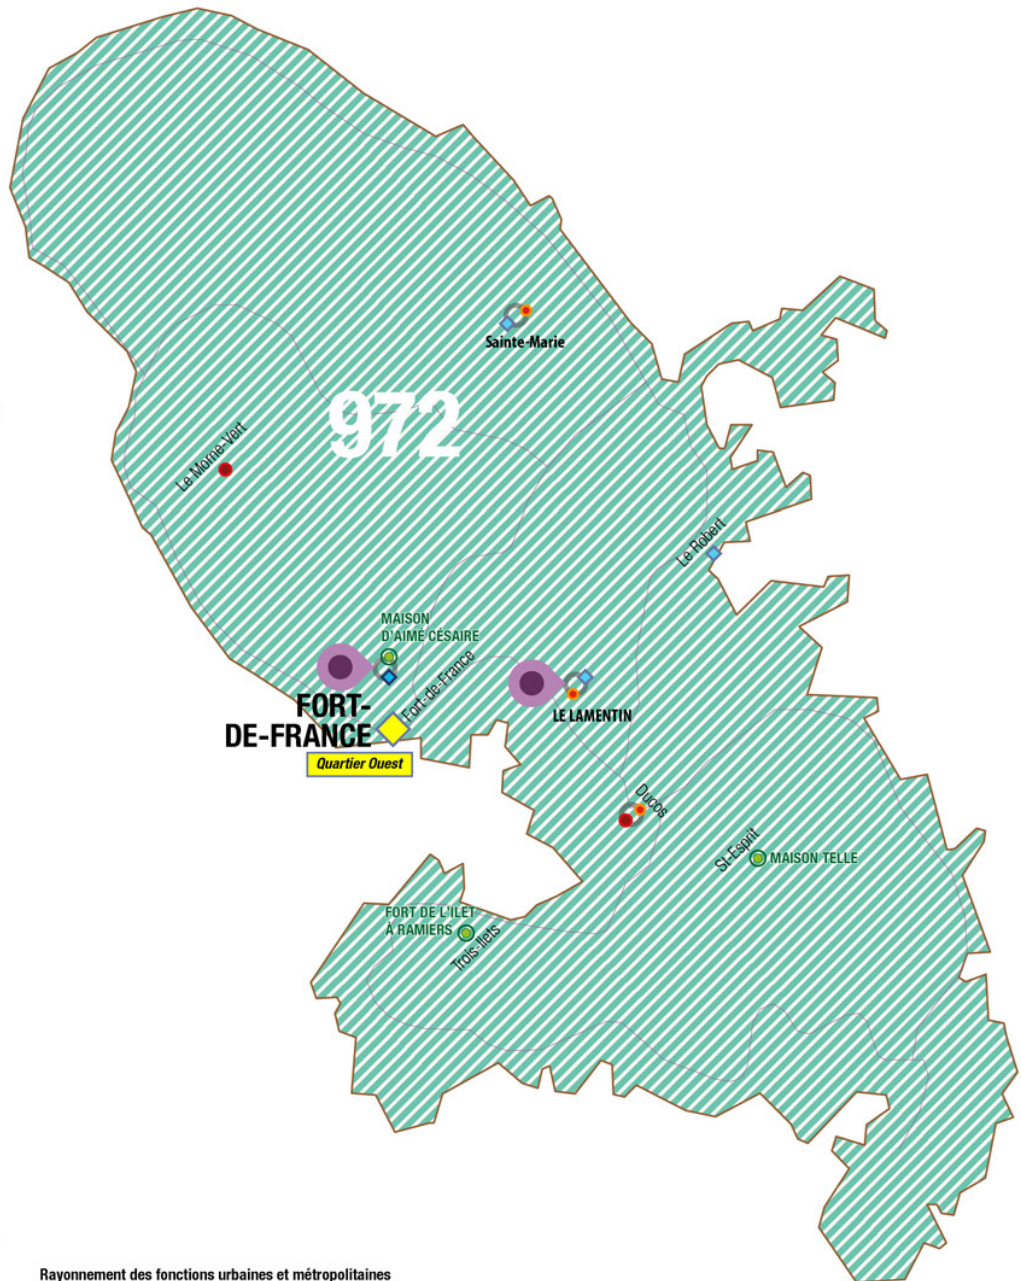 Sainte-Marie
972
Le Morne-Vert
Le Robert
MAISON
D'AIMÉ CÉSAIRE
Fort-de-France
FORT-
DE-FRANCE
LE LAMENTIN
Quartier Ouest
Ducos
St-Esprit
MAISON TELLE
FORT DE L'ILET
À RAMIERS
Trois-Ilets
Rayonnement des fonctions urbaines et métropolitaines